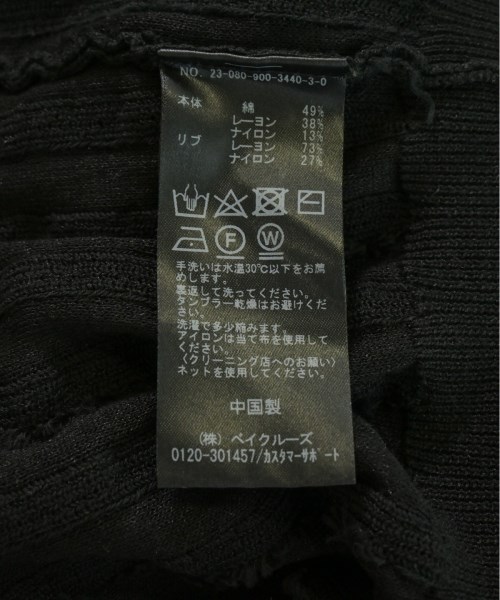 NO. 23-080-900-3440-3-0
本体 綿 49%
レーヨン 38%
ナイロン 13%
リブ レーヨン 73%
ナイロン 27%
F W
手洗いは水温30℃以下をお薦
めします。
裏返して洗ってください。
タンブラー乾燥はお避けくださ
い。
洗濯で多少縮みます。
アイロンは当て布を使用して
ください。
〈クリーニング店へのお願い〉
ネットを使用してください。
中国製
(株) ベイクルーズ
0120-301457/ｶｽﾀﾏｰｻﾎﾟｰﾄ